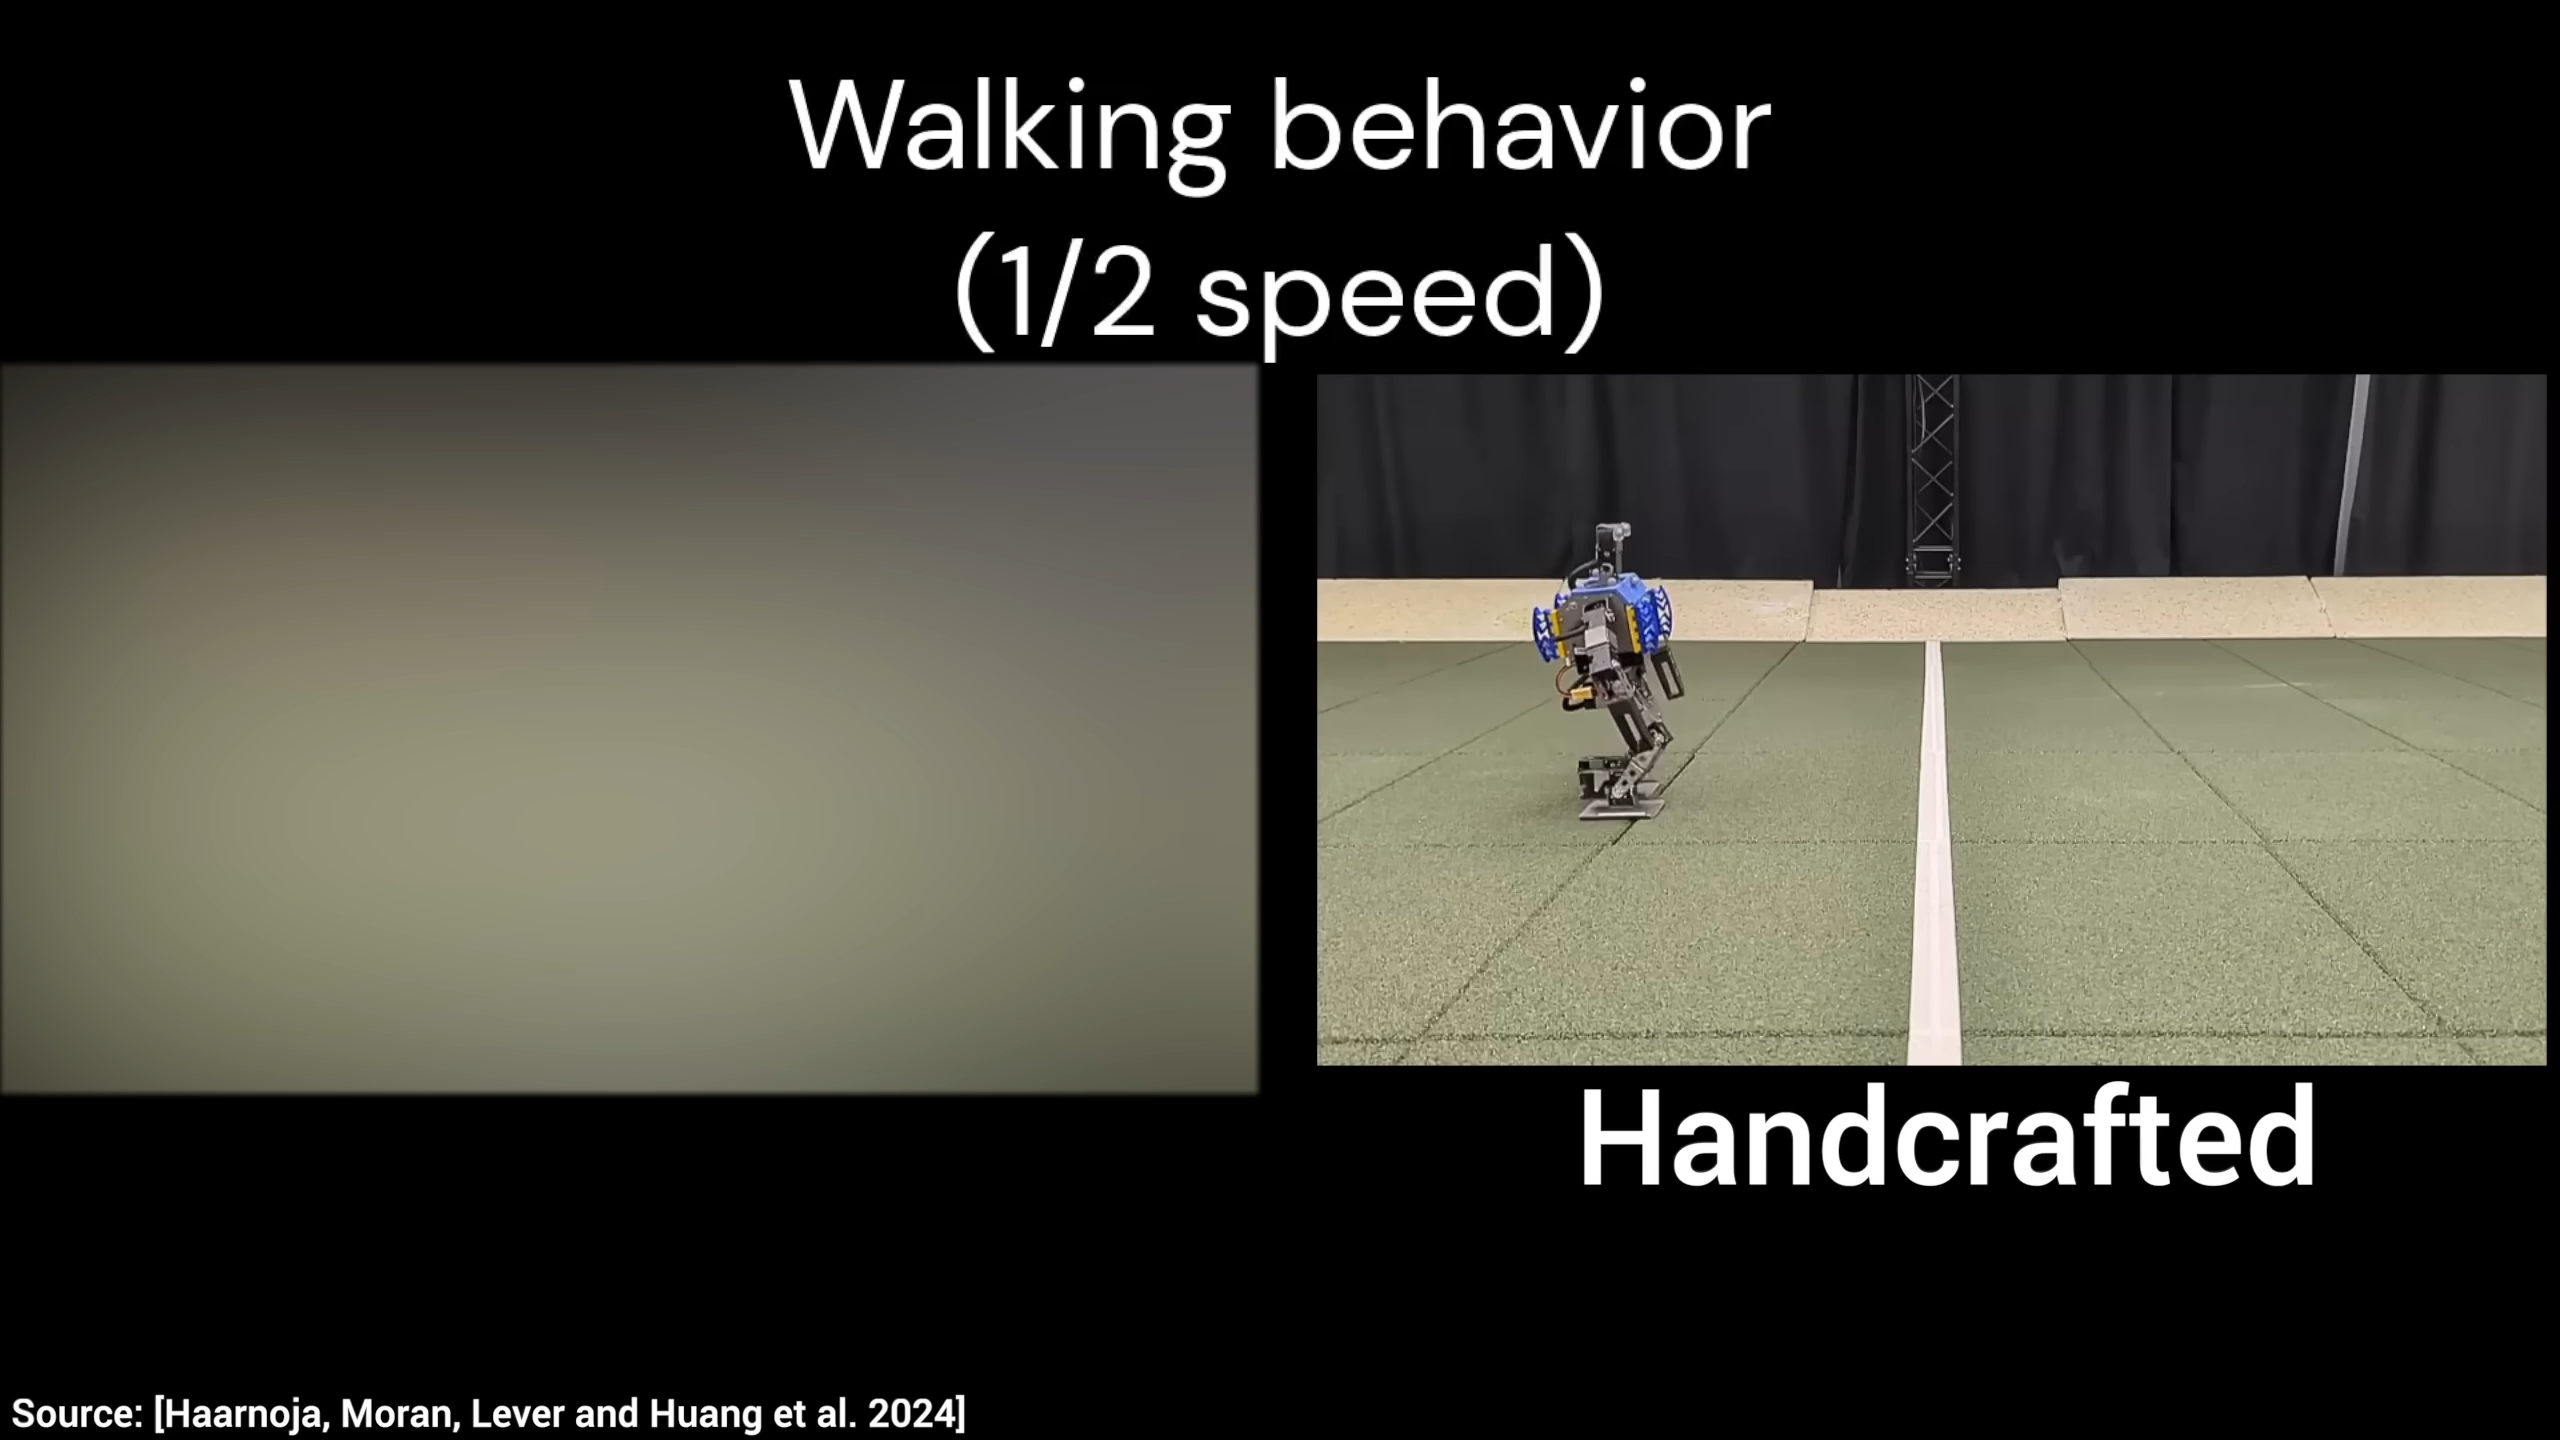 Walking behavior
(1/2 speed)
Handcrafted
Source: [Haarnoja, Moran, Lever and Huang et al. 2024]